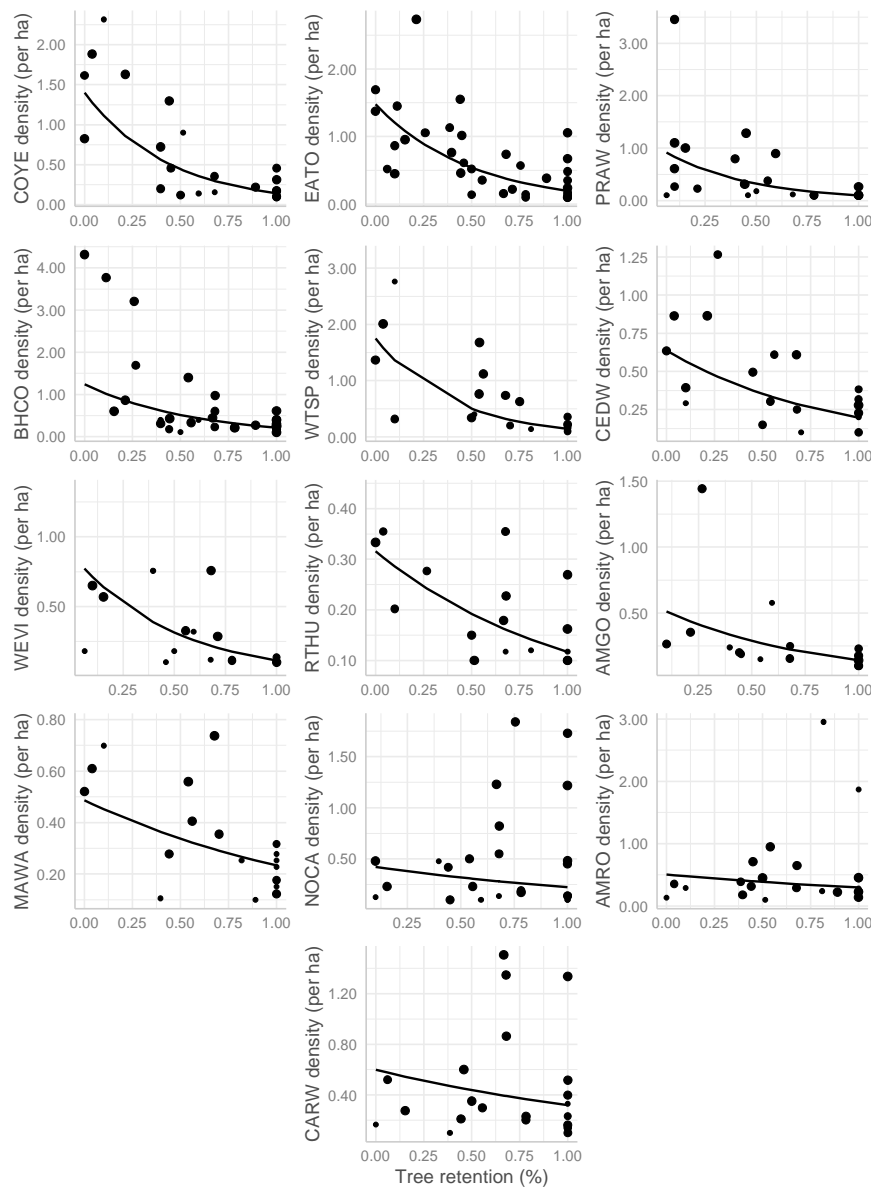 COYE density (per ha)
2.00
1.50
1.00
0.50
0.00
0.00 0.25 0.50 0.75 1.00
EATO density (per ha)
2.00
1.00
0.00
0.00 0.25 0.50 0.75 1.00
PRAW density (per ha)
3.00
2.00
1.00
0.00
0.25 0.50 0.75 1.00
BHCO density (per ha)
4.00
3.00
2.00
1.00
0.00
0.00 0.25 0.50 0.75 1.00
WTSP density (per ha)
3.00
2.00
1.00
0.00
0.00 0.25 0.50 0.75 1.00
CEDW density (per ha)
1.25
1.00
0.75
0.50
0.25
0.00 0.25 0.50 0.75 1.00
WEVI density (per ha)
1.00
0.50
0.25 0.50 0.75 1.00
RTHU density (per ha)
0.40
0.30
0.20
0.10
0.00 0.25 0.50 0.75 1.00
AMGO density (per ha)
1.50
1.00
0.50
0.25 0.50 0.75 1.00
MAWA density (per ha)
0.80
0.60
0.40
0.20
0.00 0.25 0.50 0.75 1.00
NOCA density (per ha)
1.50
1.00
0.50
0.25 0.50 0.75 1.00
AMRO density (per ha)
3.00
2.00
1.00
0.00
0.00 0.25 0.50 0.75 1.00
CARW density (per ha)
1.20
0.80
0.40
0.00 0.25 0.50 0.75 1.00
Tree retention (%)